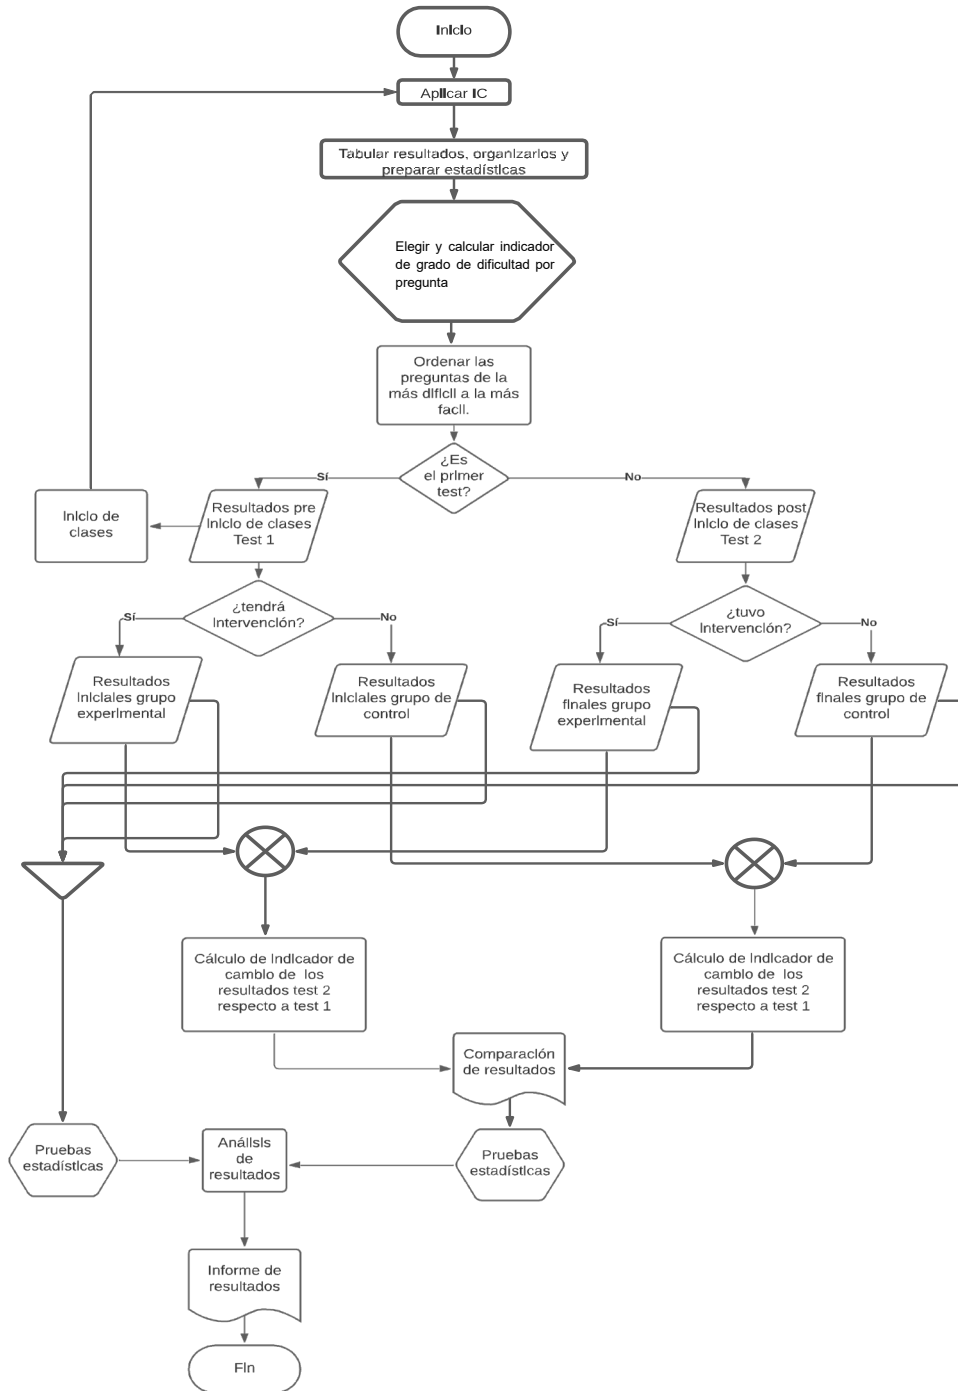 Inicio
Aplicar IC
Tabular resultados, organizarlos y
preparar estadísticas
Elegir y calcular indicador
de grado de dificultad por
pregunta
Ordenar las
preguntas de la
más dificil a la más
facil.
¿Es
el primer
test?
Sí
No
Inicio de
clases
Resultados pre
inicio de clases
Test 1
Resultados post
inicio de clases
Test 2
¿tendrá
intervención?
Sí
No
¿tuvo
intervención?
Sí
No
Resultados
iniciales grupo
experimental
Resultados
iniciales grupo de
control
Resultados
finales grupo
experimental
Resultados
finales grupo de
control
Cálculo de indicador de
cambio de los
resultados test 2
respecto a test 1
Cálculo de indicador de
cambio de los
resultados test 2
respecto a test 1
Comparación
de resultados
Pruebas
estadísticas
Análisis
de
resultados
Pruebas
estadísticas
Informe de
resultados
Fin